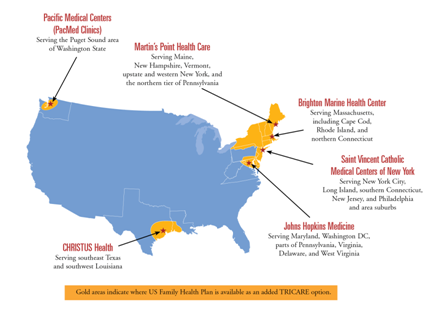 Pacific Medical Centers
(PacMed Clinics)
Serving the Puget Sound area
of Washington State
Martin's Point Health Care
Serving Maine,
New Hampshire, Vermont,
upstate and western New York, and
the northern tier of Pennsylvania
Brighton Marine Health Center
Serving Massachusetts,
including Cape Cod,
Rhode Island, and
northern Connecticut
Saint Vincent Catholic
Medical Centers of New York
Serving New York City,
Long Island, southern Connecticut,
New Jersey, and Philadelphia
and area suburbs
Johns Hopkins Medicine
Serving Maryland, Washington DC,
parts of Pennsylvania, Virginia,
Delaware, and West Virginia
CHRISTUS Health
Serving southeast Texas
and southwest Louisiana
Gold areas indicate where US Family Health Plan is available as an added TRICARE option.